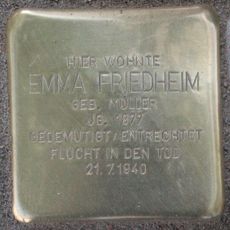 HIER WOHNTE
EMMA FRIEDHEIM
GEB. MÜLLER
JG. 1877
GEDEMÜTIGT / ENTRECHTET
FLUCHT IN DEN TOD
21.7.1940